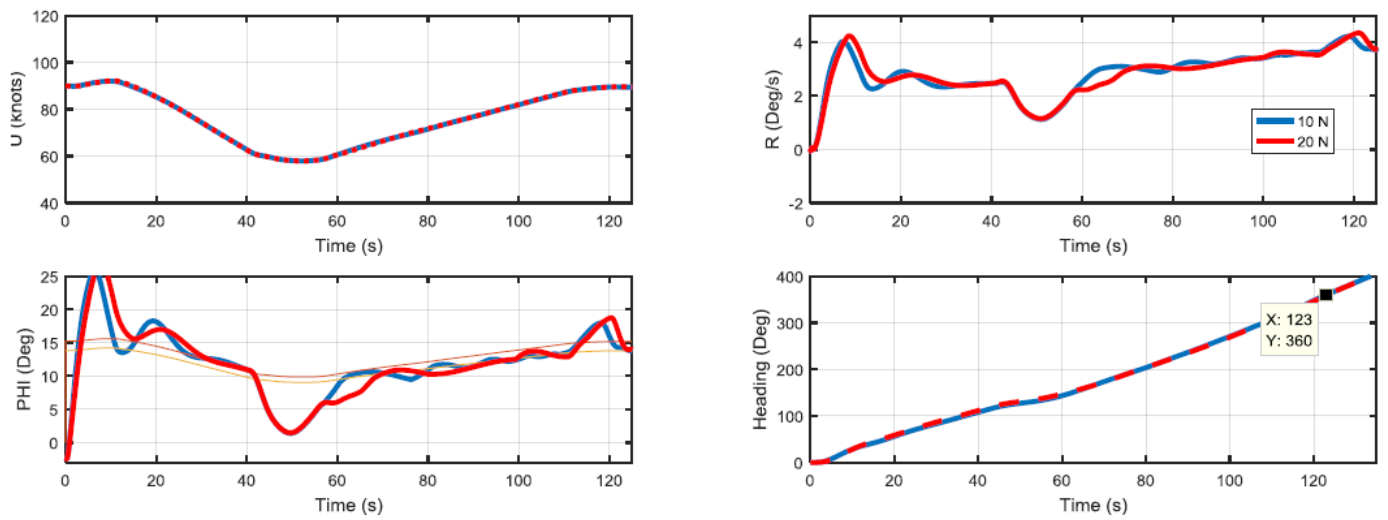 120
100
80
60
40
U (knots)
0 20 40 60 80 100 120
Time (s)
4
2
0
-2
R (Deg/s)
10 N
20 N
0 20 40 60 80 100 120
Time (s)
25
20
15
10
5
0
PHI (Deg)
0 20 40 60 80 100 120
Time (s)
400
300
200
100
0
Heading (Deg)
X: 123
Y: 360
0 20 40 60 80 100 120
Time (s)